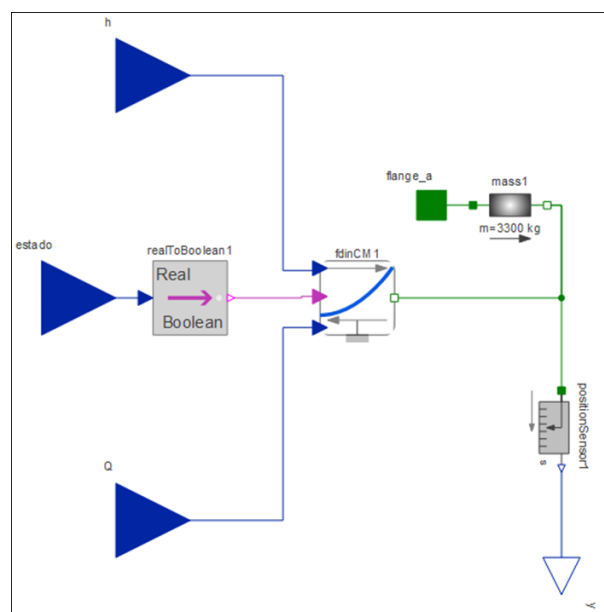 h
flange_a
mass1
m=3300 kg
estado
realToBoolean1
fdinCM1
Real
Boolean
positionSensor1
s
Q
y